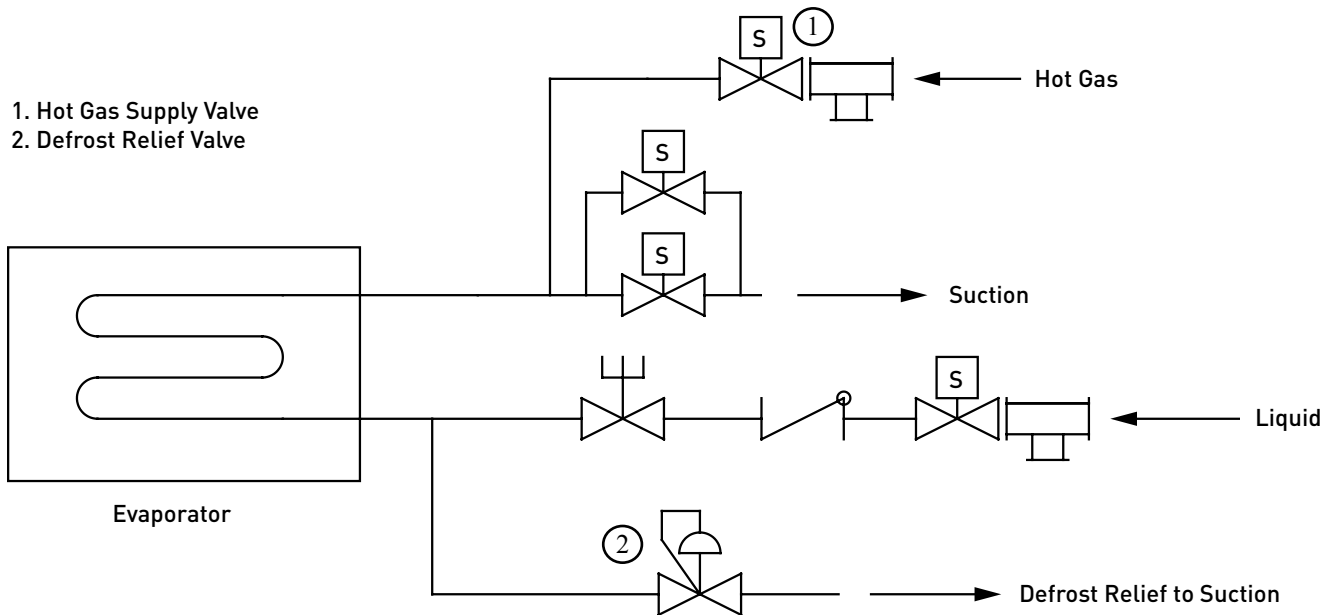 S
1
Hot Gas
1. Hot Gas Supply Valve
2. Defrost Relief Valve
S
S
Suction
S
Liquid
Evaporator
2
Defrost Relief to Suction